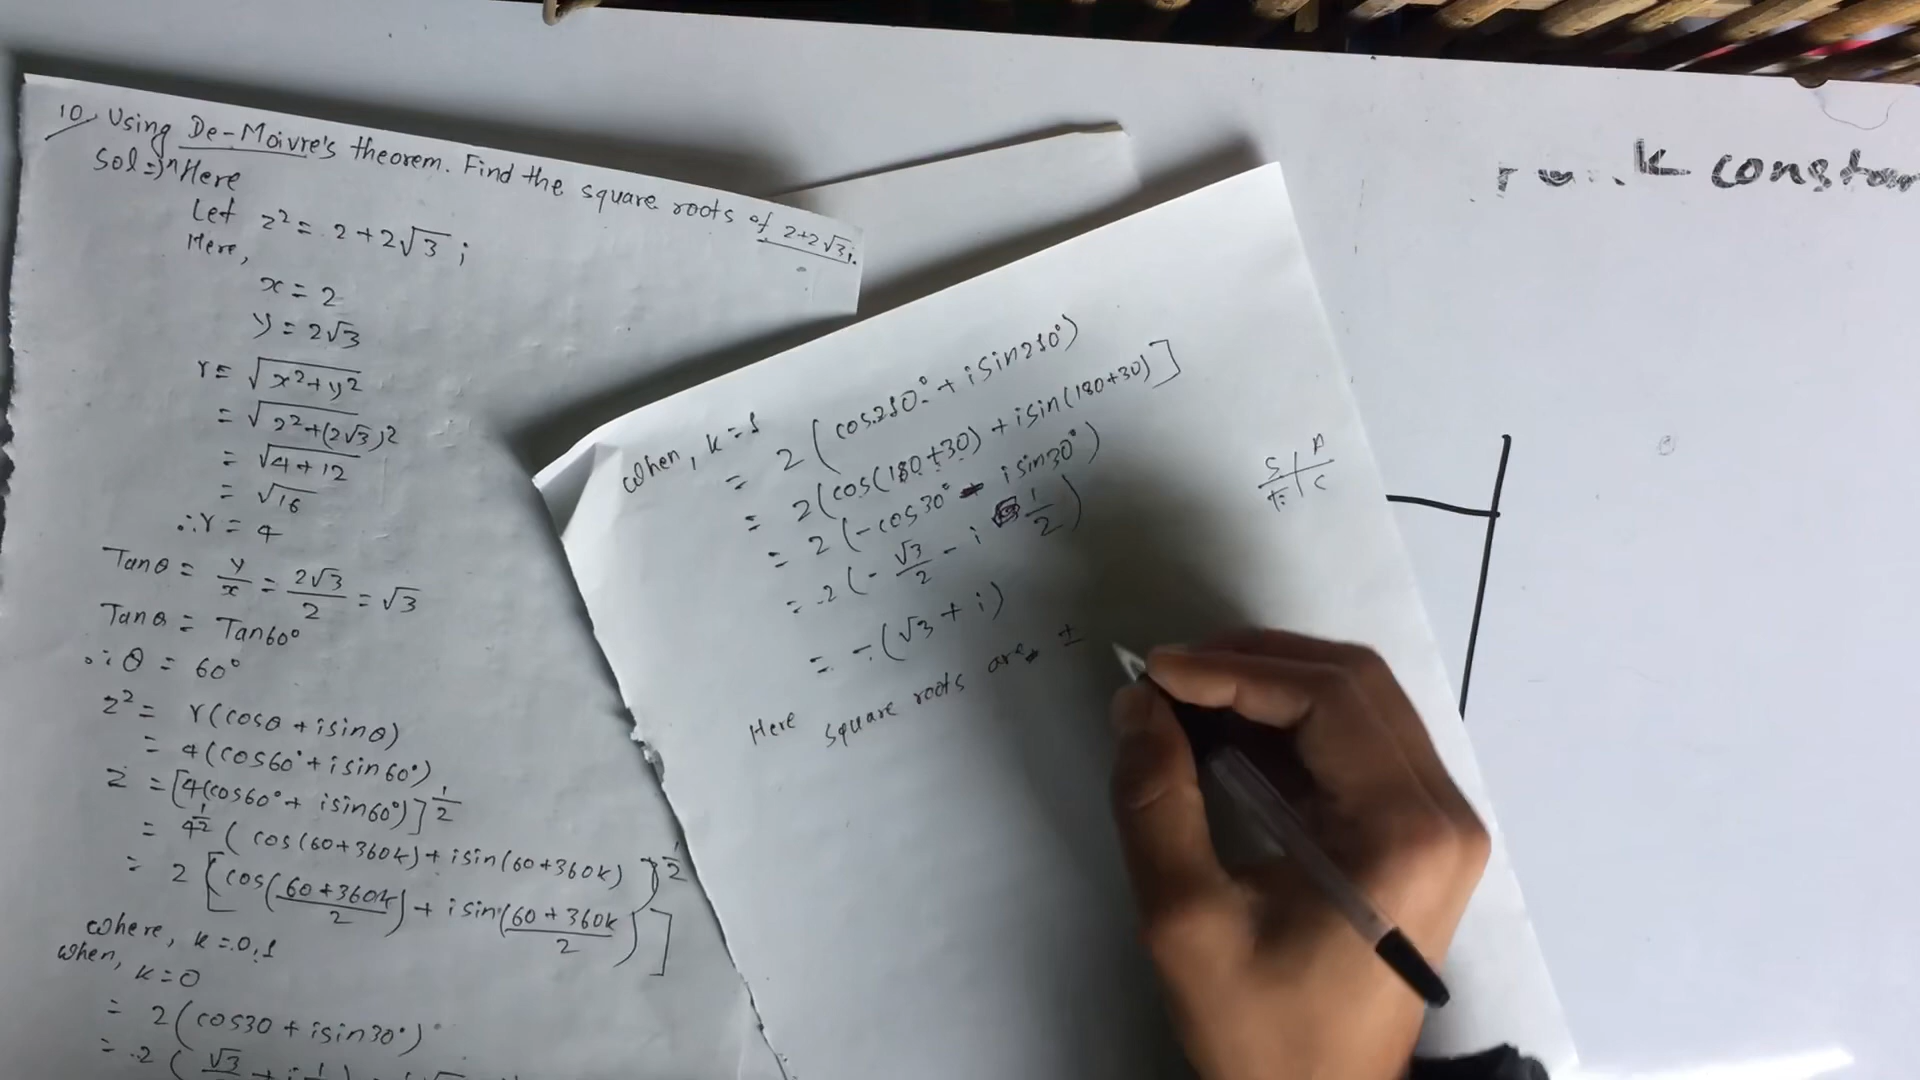 10. Using De-Moivre's theorem. Find the square roots of 2+2√3i.
Sol=)ⁿ Here
Let z² = 2+2√3 i
Here,
x = 2
y = 2√3
r = √x²+y²
= √2²+(2√3)²
= √4+12
= √16
∴ r = 4
Tanθ = y/x = 2√3/2 = √3
Tanθ = Tan60°
∴ θ = 60°
z² = r(cosθ + isinθ)
= 4(cos60° + isin60°)
z = [4(cos60° + isin60°)]^1/2
= 4^1/2 ( cos(60+360k) + isin(60+360k) )^1/2
= 2 [cos(60+360k/2) + isin(60+360k/2)]
where, k = 0,1
when,
k = 0
= 2(cos30 + isin30°)
= 2(√3/2 + i 1/2)
when, k = 1
= 2 (cos210° + isin210°)
= 2(cos(180+30) + isin(180+30)]
= 2 (-cos30° - isin30°)
= 2(-√3/2 - i 1/2)
= -(√3 + i)
Here square roots are ±
S A
T C
k constan